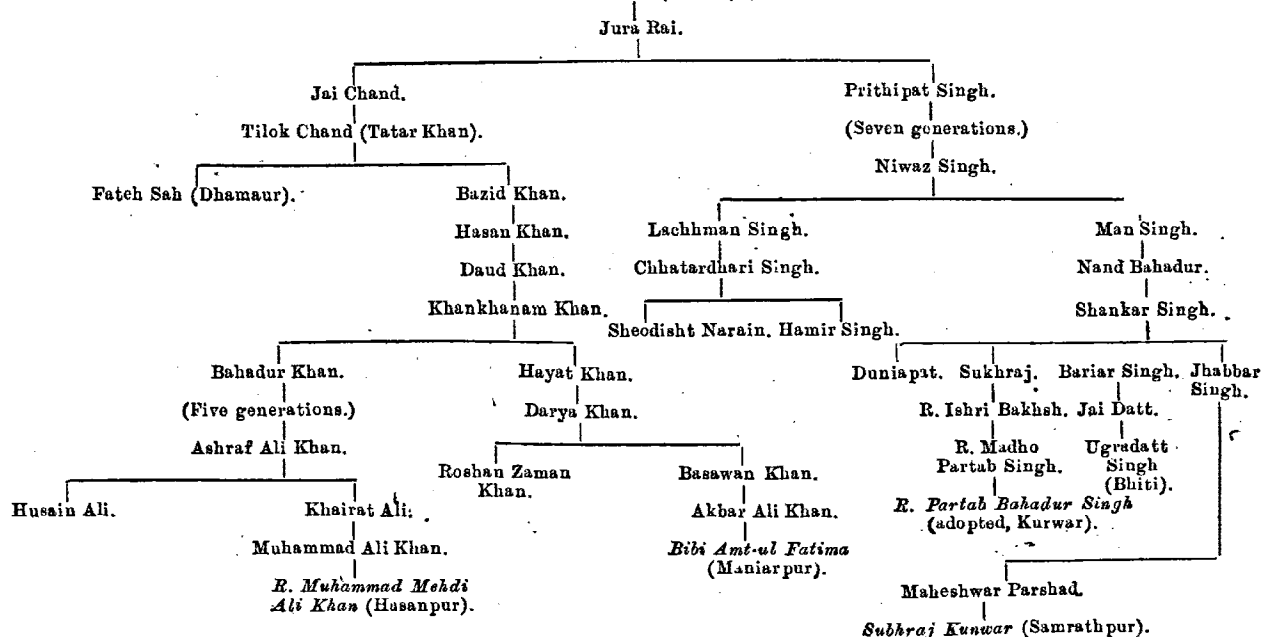 Jura Rai.
Jai Chand. Prithipat Singh.
Tilok Chand (Tatar Khan). (Seven generations.)
Niwaz Singh.
Fateh Sah (Dhamaur). Bazid Khan.
Hasan Khan. Lachhman Singh. Man Singh.
Daud Khan. Chhatardhari Singh. Nand Bahadur.
Khankhanam Khan. Shankar Singh.
Sheodisht Narain. Hamir Singh.
Bahadur Khan. Hayat Khan. Duniapat. Sukhraj. Bariar Singh. Jhabbar
Singh.
(Five generations.) Darya Khan. R. Ishri Bakhsh. Jai Datt.
Ashraf Ali Khan. R. Madho Ugradatt
Roshan Zaman Basawan Khan. Partab Singh. Singh
Khan. (Bhiti).
Husain Ali. Khairat Ali. Akbar Ali Khan. R. Partab Bahadur Singh
(adopted, Kurwar).
Muhammad Ali Khan. Bibi Amt-ul Fatima
(Maniarpur).
R. Muhammad Mehdi Maheshwar Parshad.
Ali Khan (Hasanpur).
Subhraj Kunwar (Samrathpur).